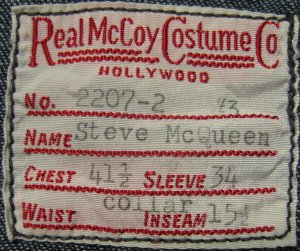 Real McCoy Costume Co
HOLLYWOOD
No. 2207-2
NAME Steve McQueen
CHEST 41½ SLEEVE 34
collar
WAIST INSEAM 15½